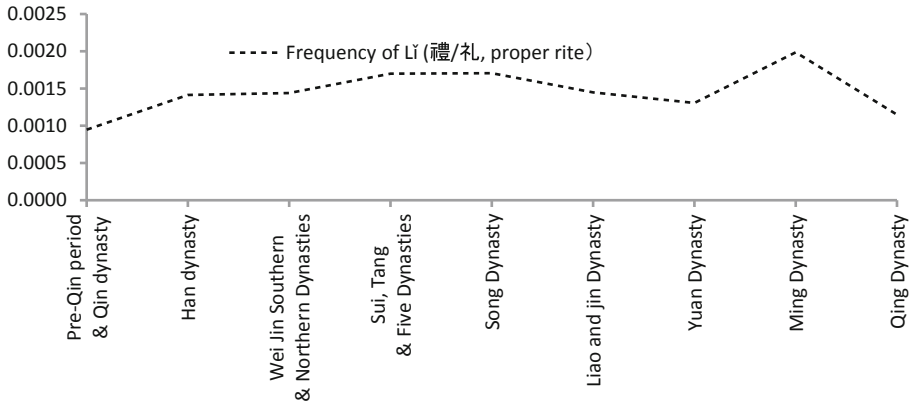 0.0025
0.0020
0.0015
0.0010
0.0005
0.0000
Frequency of Lǐ (禮/礼, proper rite）
Pre-Qin period
& Qin dynasty
Han dynasty
Wei Jin Southern
& Northern Dynasties
Sui, Tang
& Five Dynasties
Song Dynasty
Liao and jin Dynasty
Yuan Dynasty
Ming Dynasty
Qing Dynasty